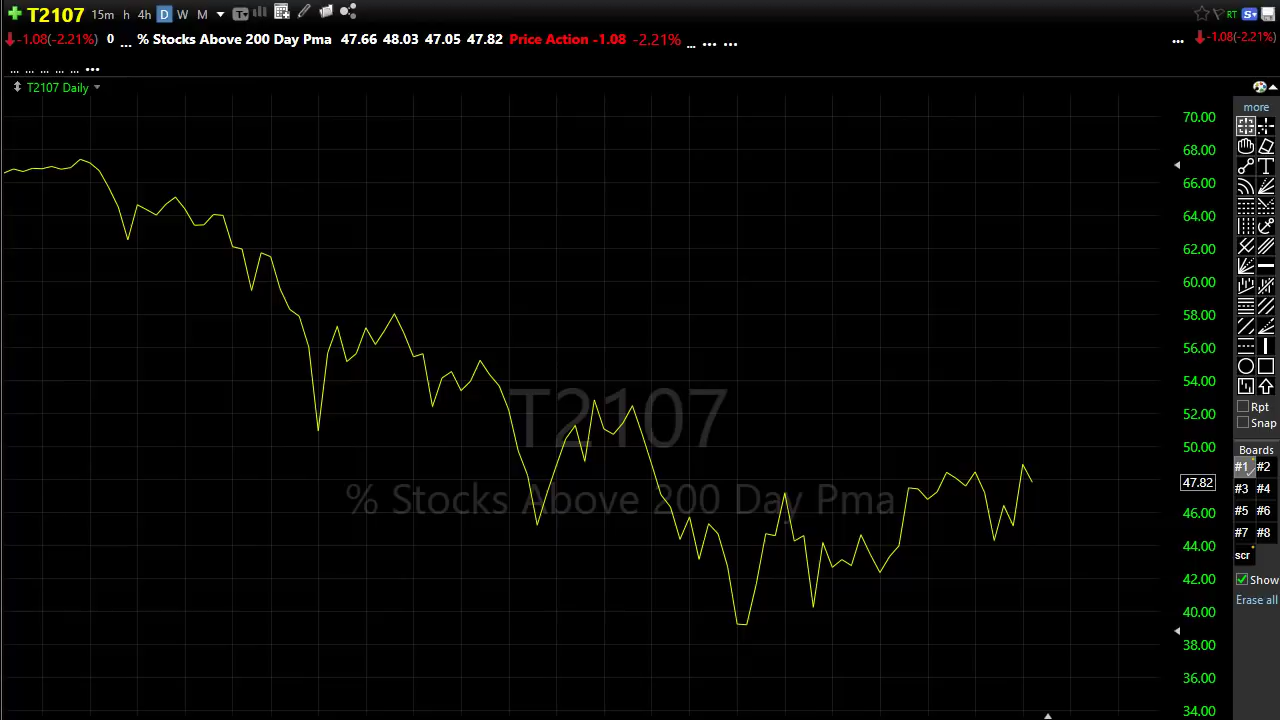 T2107 15m h 4h D W M T RT S
-1.08(-2.21%) 0 ... % Stocks Above 200 Day Pma 47.66 48.03 47.05 47.82 Price Action -1.08 -2.21% ... ... ... ... -1.08(-2.21%)
... ... ... ... ... ...
T2107 Daily
more
70.00
68.00
66.00
64.00
62.00
60.00
58.00
56.00
54.00
52.00
50.00
47.82
46.00
44.00
42.00
40.00
38.00
36.00
34.00
T2107
% Stocks Above 200 Day Pma
T
Rpt
Snap
Boards
#1 #2
#3 #4
#5 #6
#7 #8
scr
Show
Erase all